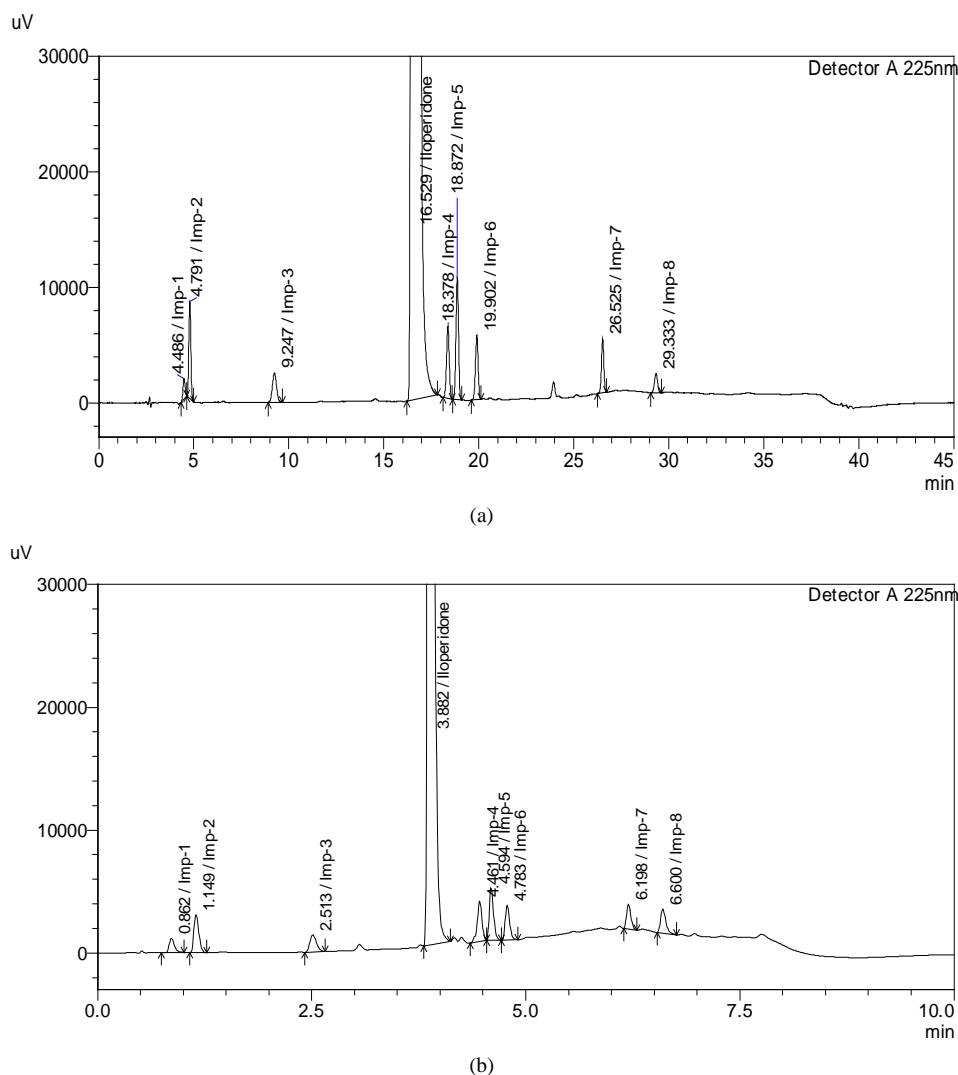 uV
30000
Detector A 225nm
20000
10000
0
4.486 / Imp-1
4.791 / Imp-2
9.247 / Imp-3
16.529 / Iloperidone
18.378 / Imp-4
18.872 / Imp-5
19.902 / Imp-6
26.525 / Imp-7
29.333 / Imp-8
0 5 10 15 20 25 30 35 40 45
min
(a)
uV
30000
Detector A 225nm
20000
10000
0
0.862 / Imp-1
1.149 / Imp-2
2.513 / Imp-3
3.882 / Iloperidone
4.461 / Imp-4
4.594 / Imp-5
4.783 / Imp-6
6.198 / Imp-7
6.600 / Imp-8
0.0 2.5 5.0 7.5 10.0
min
(b)